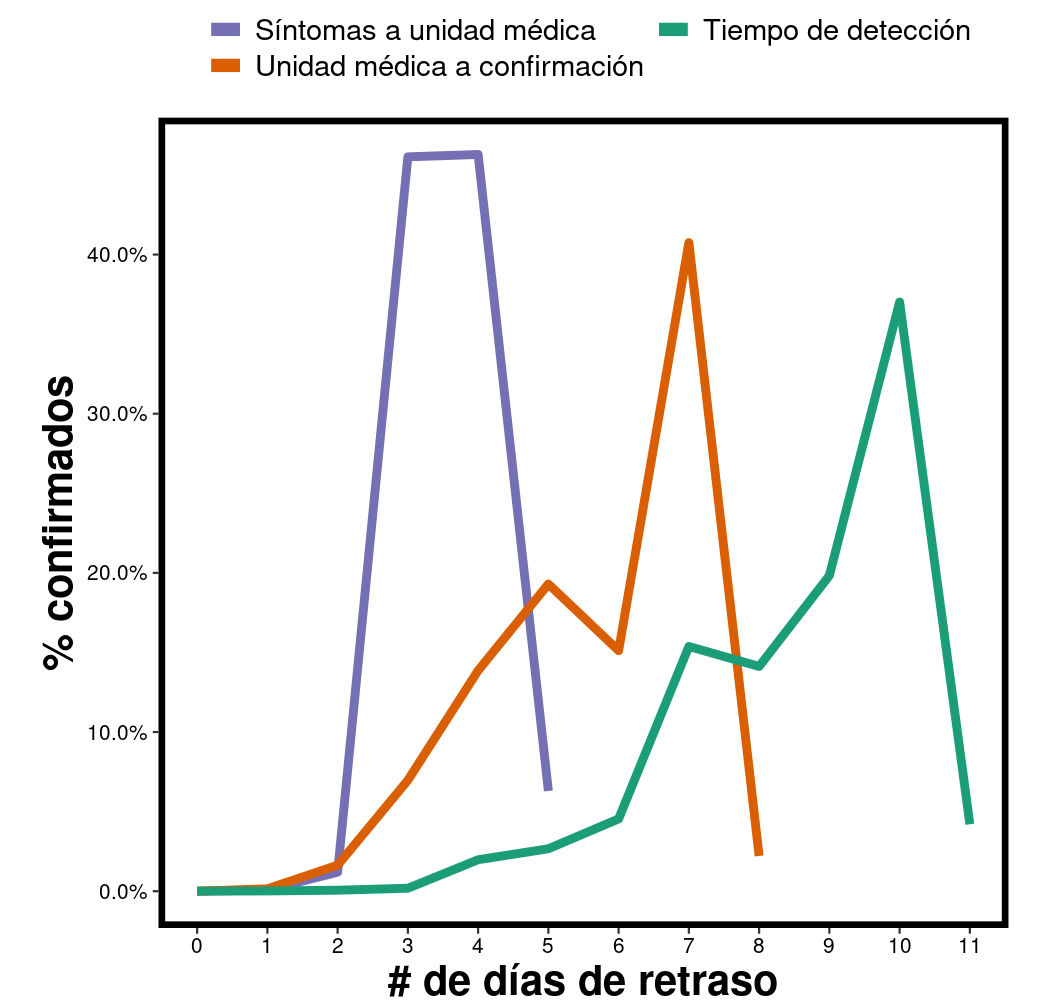 Síntomas a unidad médica
Tiempo de detección
Unidad médica a confirmación
% confirmados
40.0%
30.0%
20.0%
10.0%
0.0%
0 1 2 3 4 5 6 7 8 9 10 11
# de días de retraso